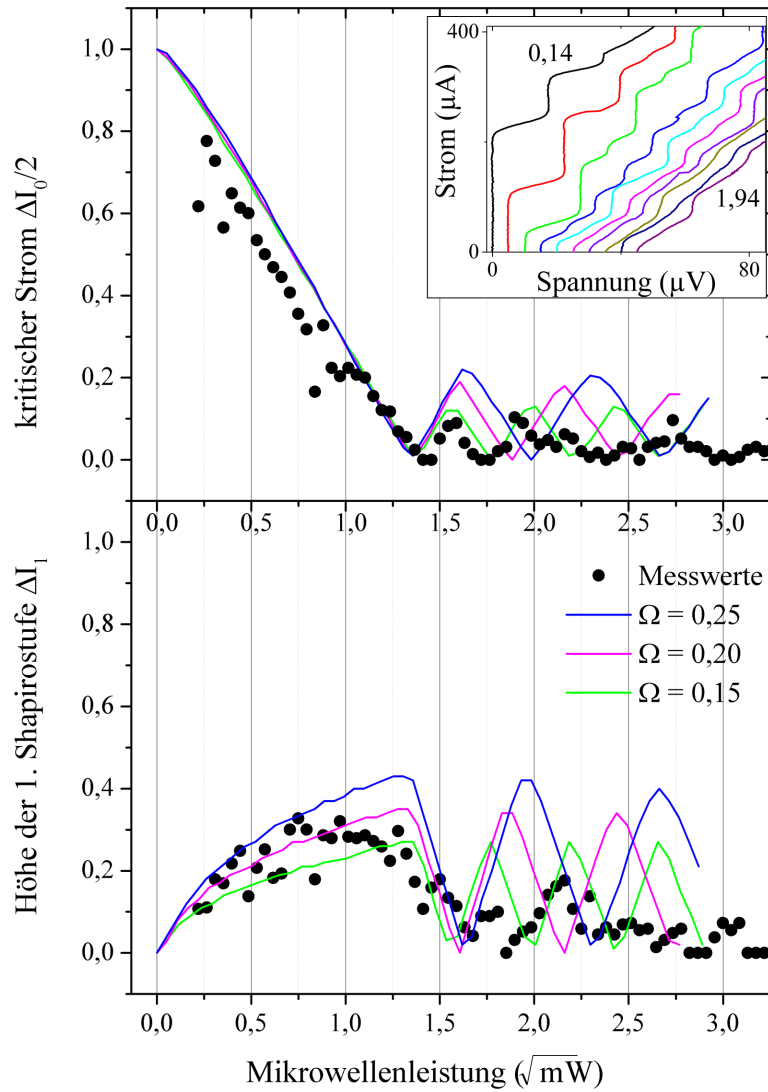 1,0
0,8
0,6
0,4
0,2
0,0
kritischer Strom ΔI₀/2
400
0
Strom (µA)
0,14
1,94
0
80
Spannung (µV)
0,0 0,5 1,0 1,5 2,0 2,5 3,0
1,0
0,8
0,6
0,4
0,2
0,0
Höhe der 1. Shapirostufe ΔI₁
Messwerte
Ω = 0,25
Ω = 0,20
Ω = 0,15
0,0 0,5 1,0 1,5 2,0 2,5 3,0
Mikrowellenleistung (√mW)